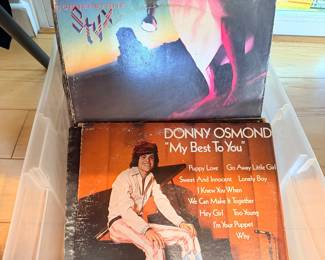 Styx
DONNY OSMOND
"My Best To You"
Puppy Love Go Away Little Girl
Sweet And Innocent Lonely Boy
I Knew You When
We Can Make It Together
Hey Girl Too Young
I'm Your Puppet
Why